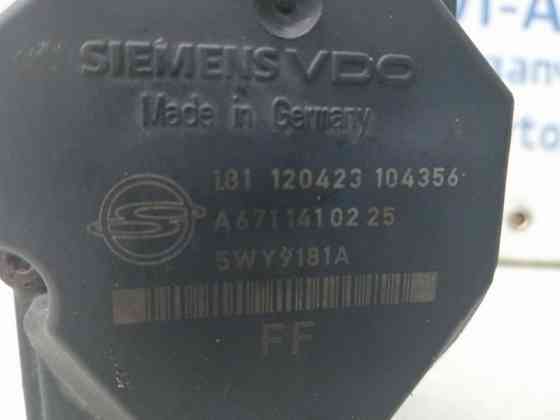 SIEMENS VDO
Made in Germany
181 120423 104356
A 671 141 02 25
5WY9181A
FF